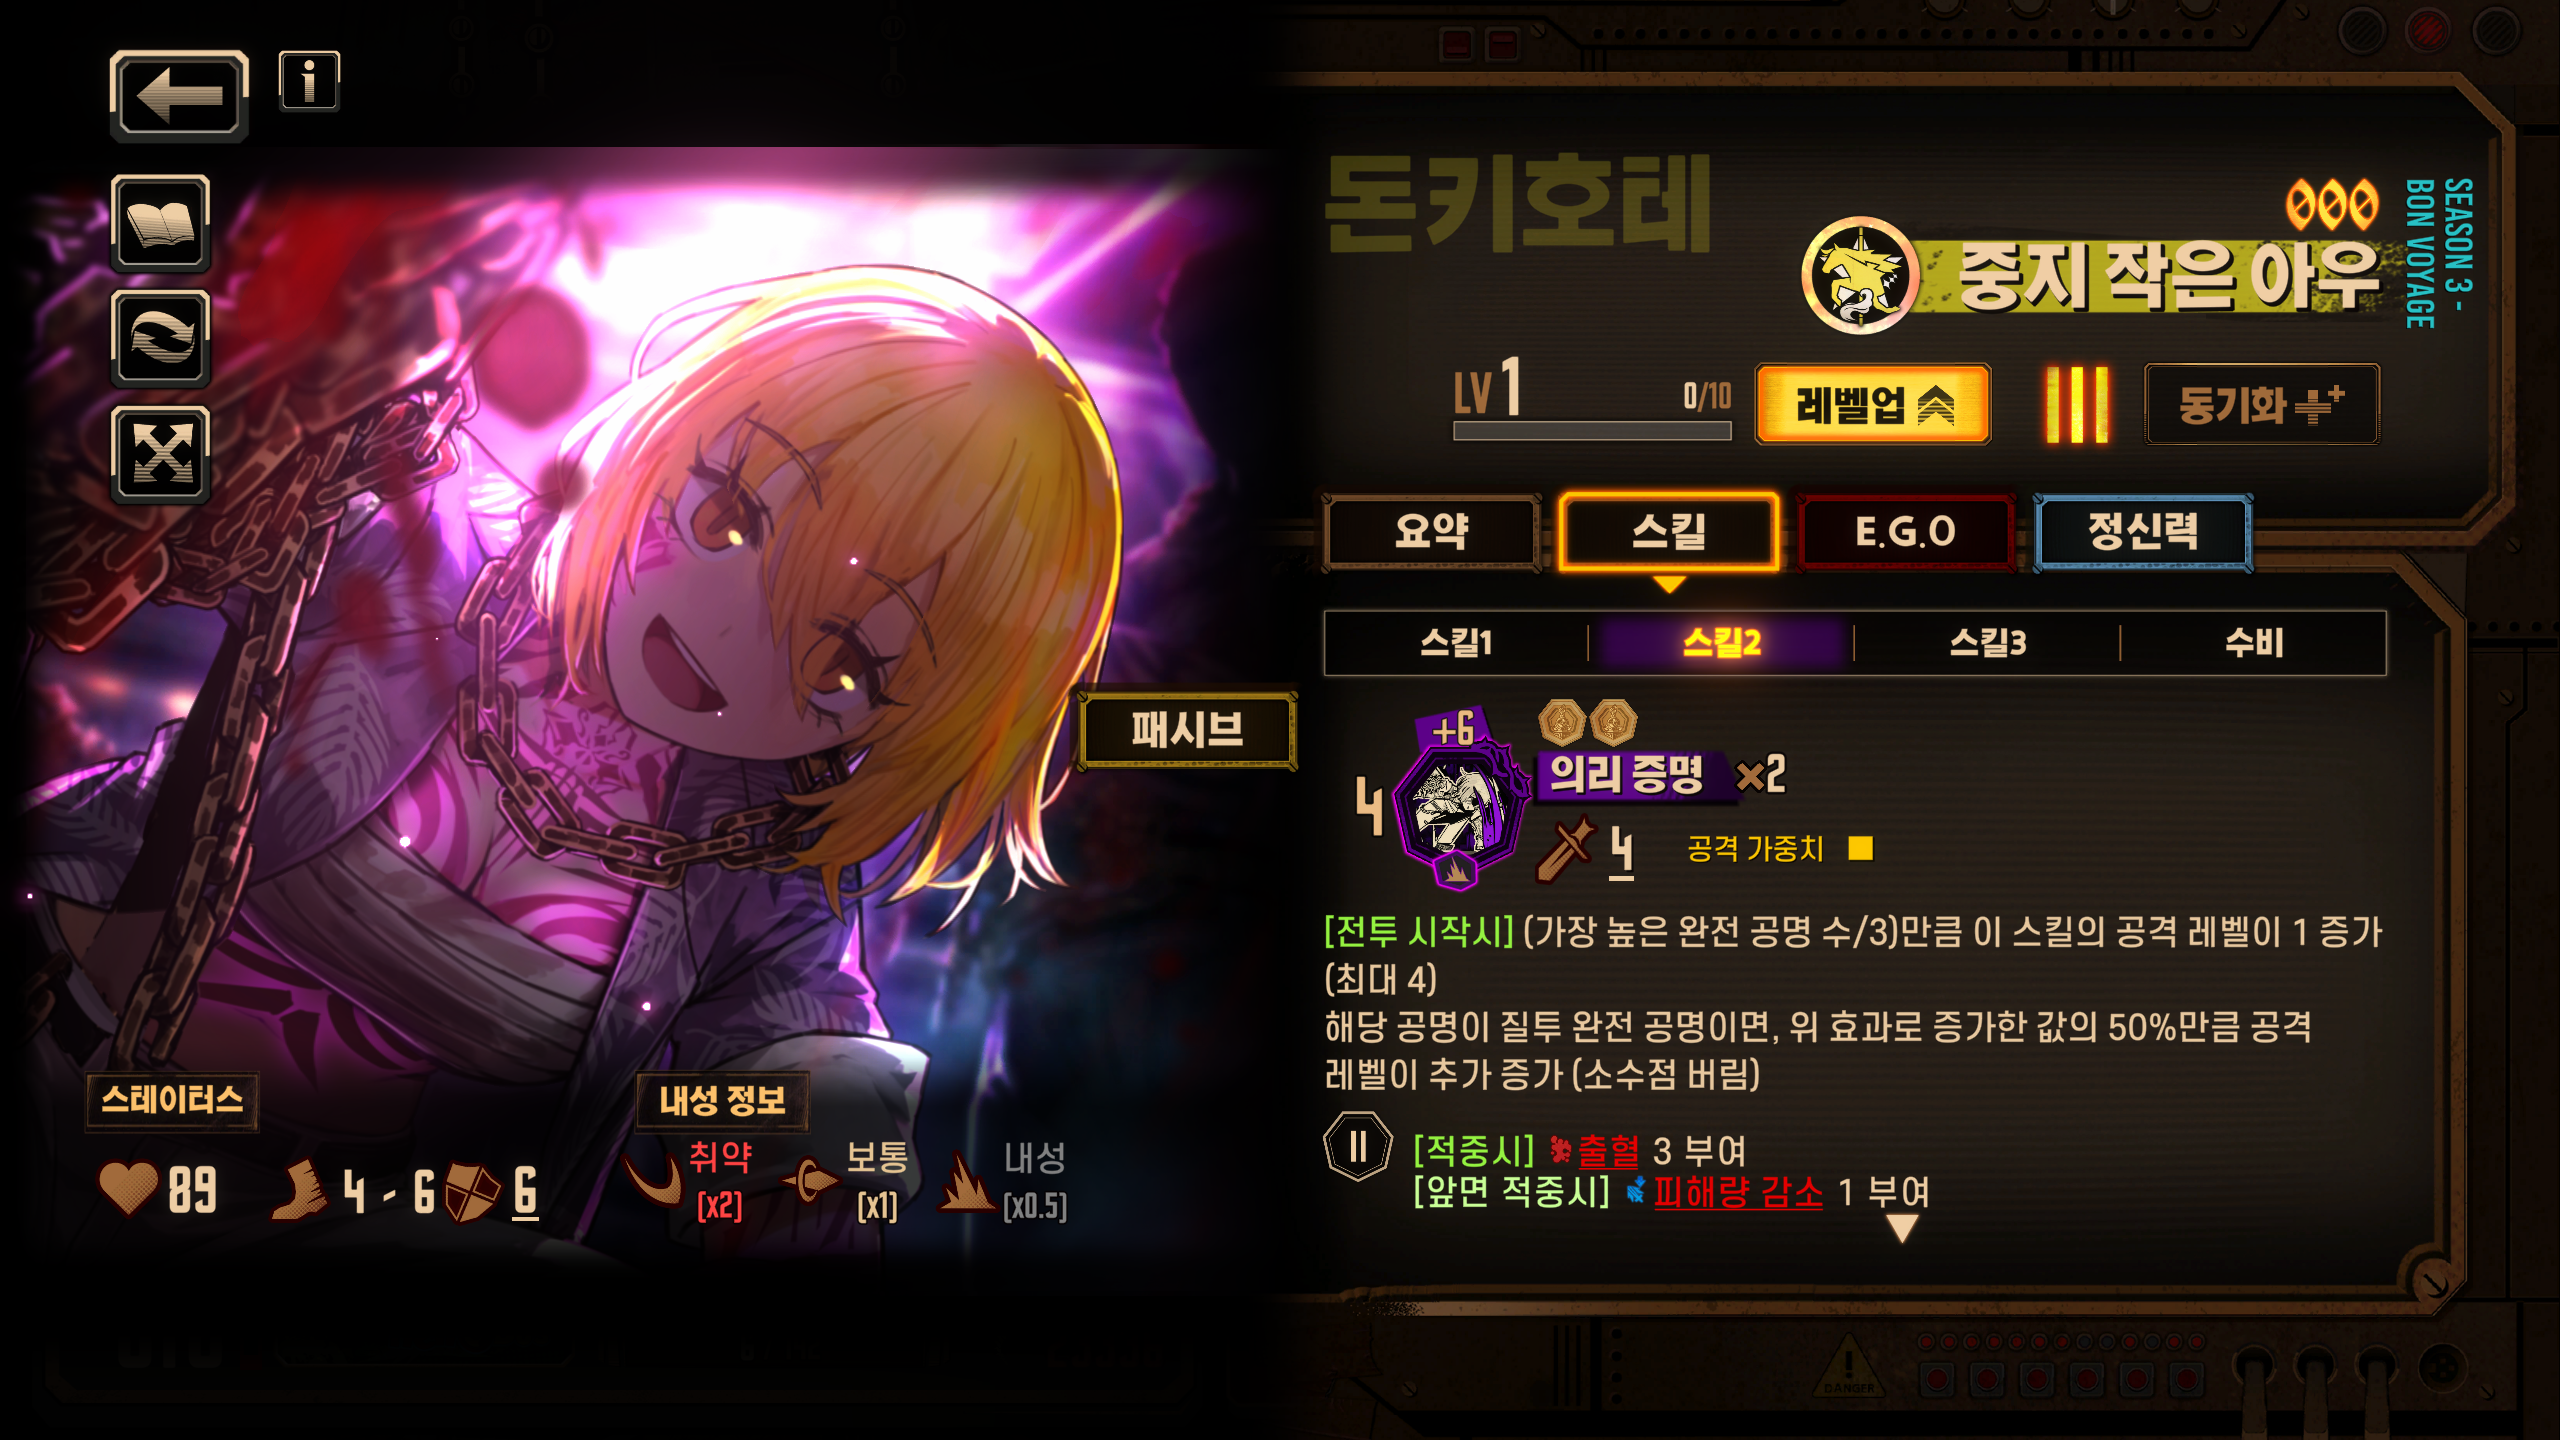 돈키호테
중지 작은 아우
SEASON 3 -
BON VOYAGE
LV 1
0/10
레벨업
동기화
요약
스킬
E.G.O
정신력
스킬1
스킬2
스킬3
수비
패시브
+6
4
의리 증명 ×2
4
공격 가중치
[전투 시작시] (가장 높은 완전 공명 수/3)만큼 이 스킬의 공격 레벨이 1 증가
(최대 4)
해당 공명이 질투 완전 공명이면, 위 효과로 증가한 값의 50%만큼 공격
레벨이 추가 증가 (소수점 버림)
II
[적중시] 출혈 3 부여
[앞면 적중시] 피해량 감소 1 부여
스테이터스
89
4 - 6
6
내성 정보
취약
[x2]
보통
[x1]
내성
[x0.5]
DANGER